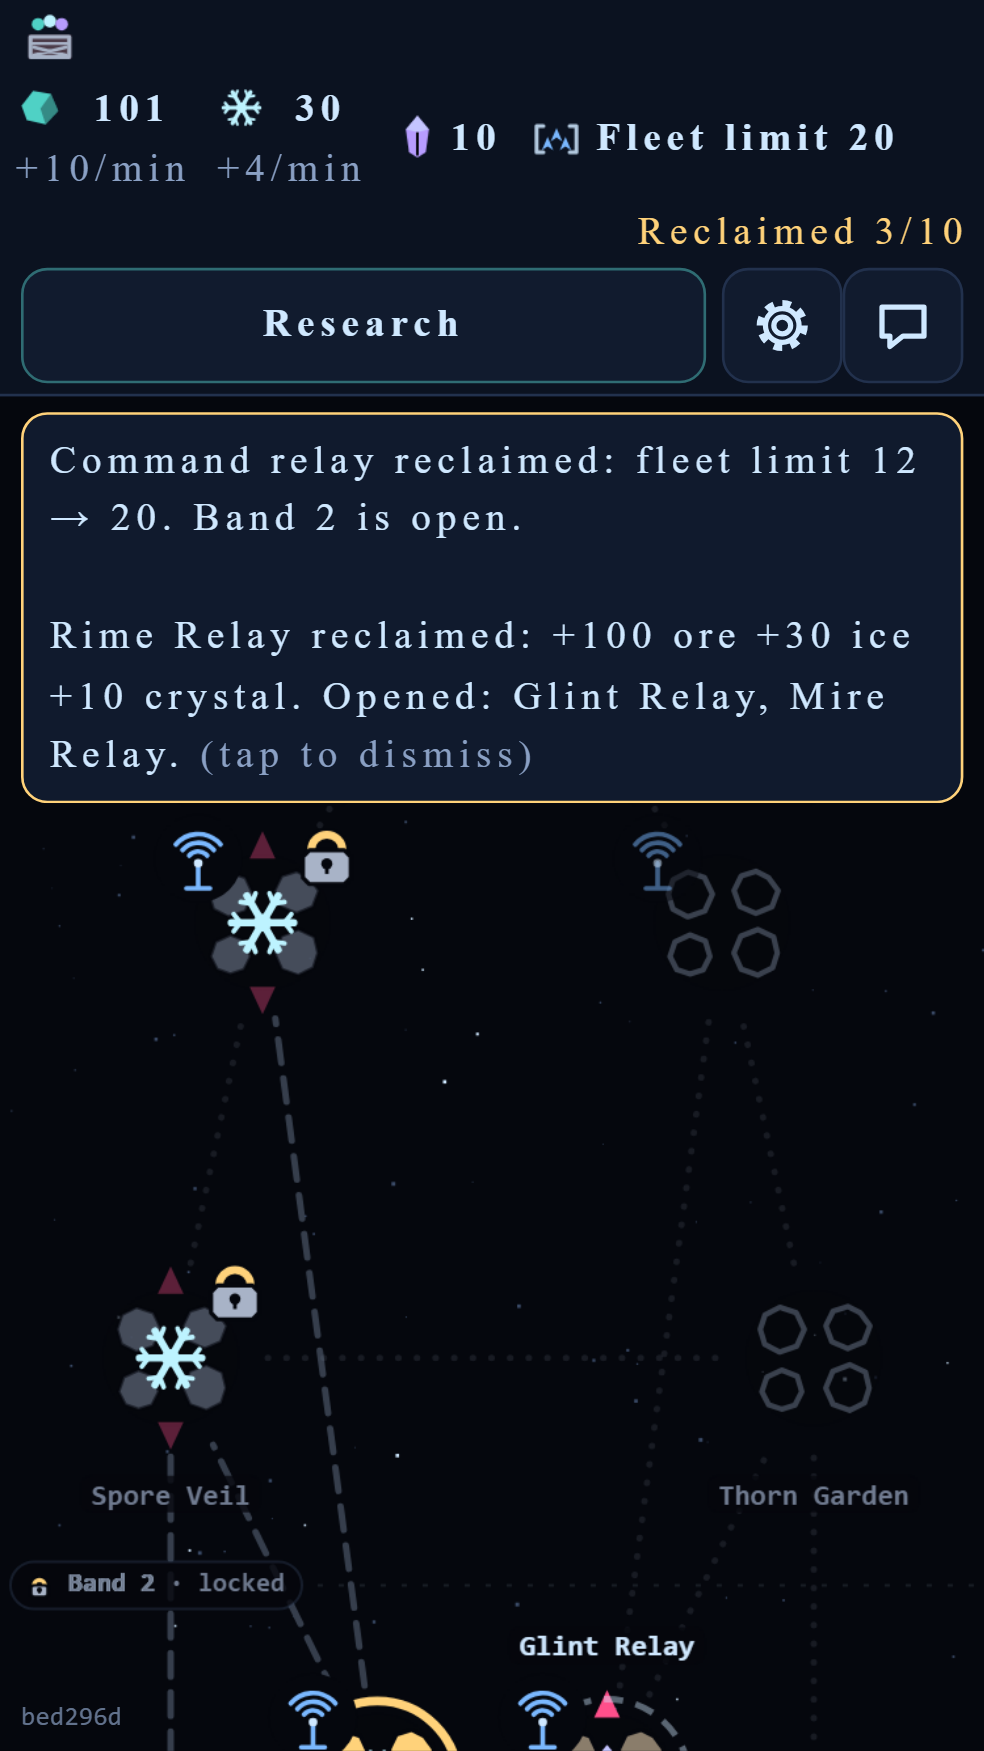 101
30
+10/min
+4/min
10
Fleet limit 20
Reclaimed 3/10
Research
Command relay reclaimed: fleet limit 12
→ 20. Band 2 is open.
Rime Relay reclaimed: +100 ore +30 ice
+10 crystal. Opened: Glint Relay, Mire
Relay. (tap to dismiss)
Spore Veil
Thorn Garden
Band 2 · locked
Glint Relay
bed296d